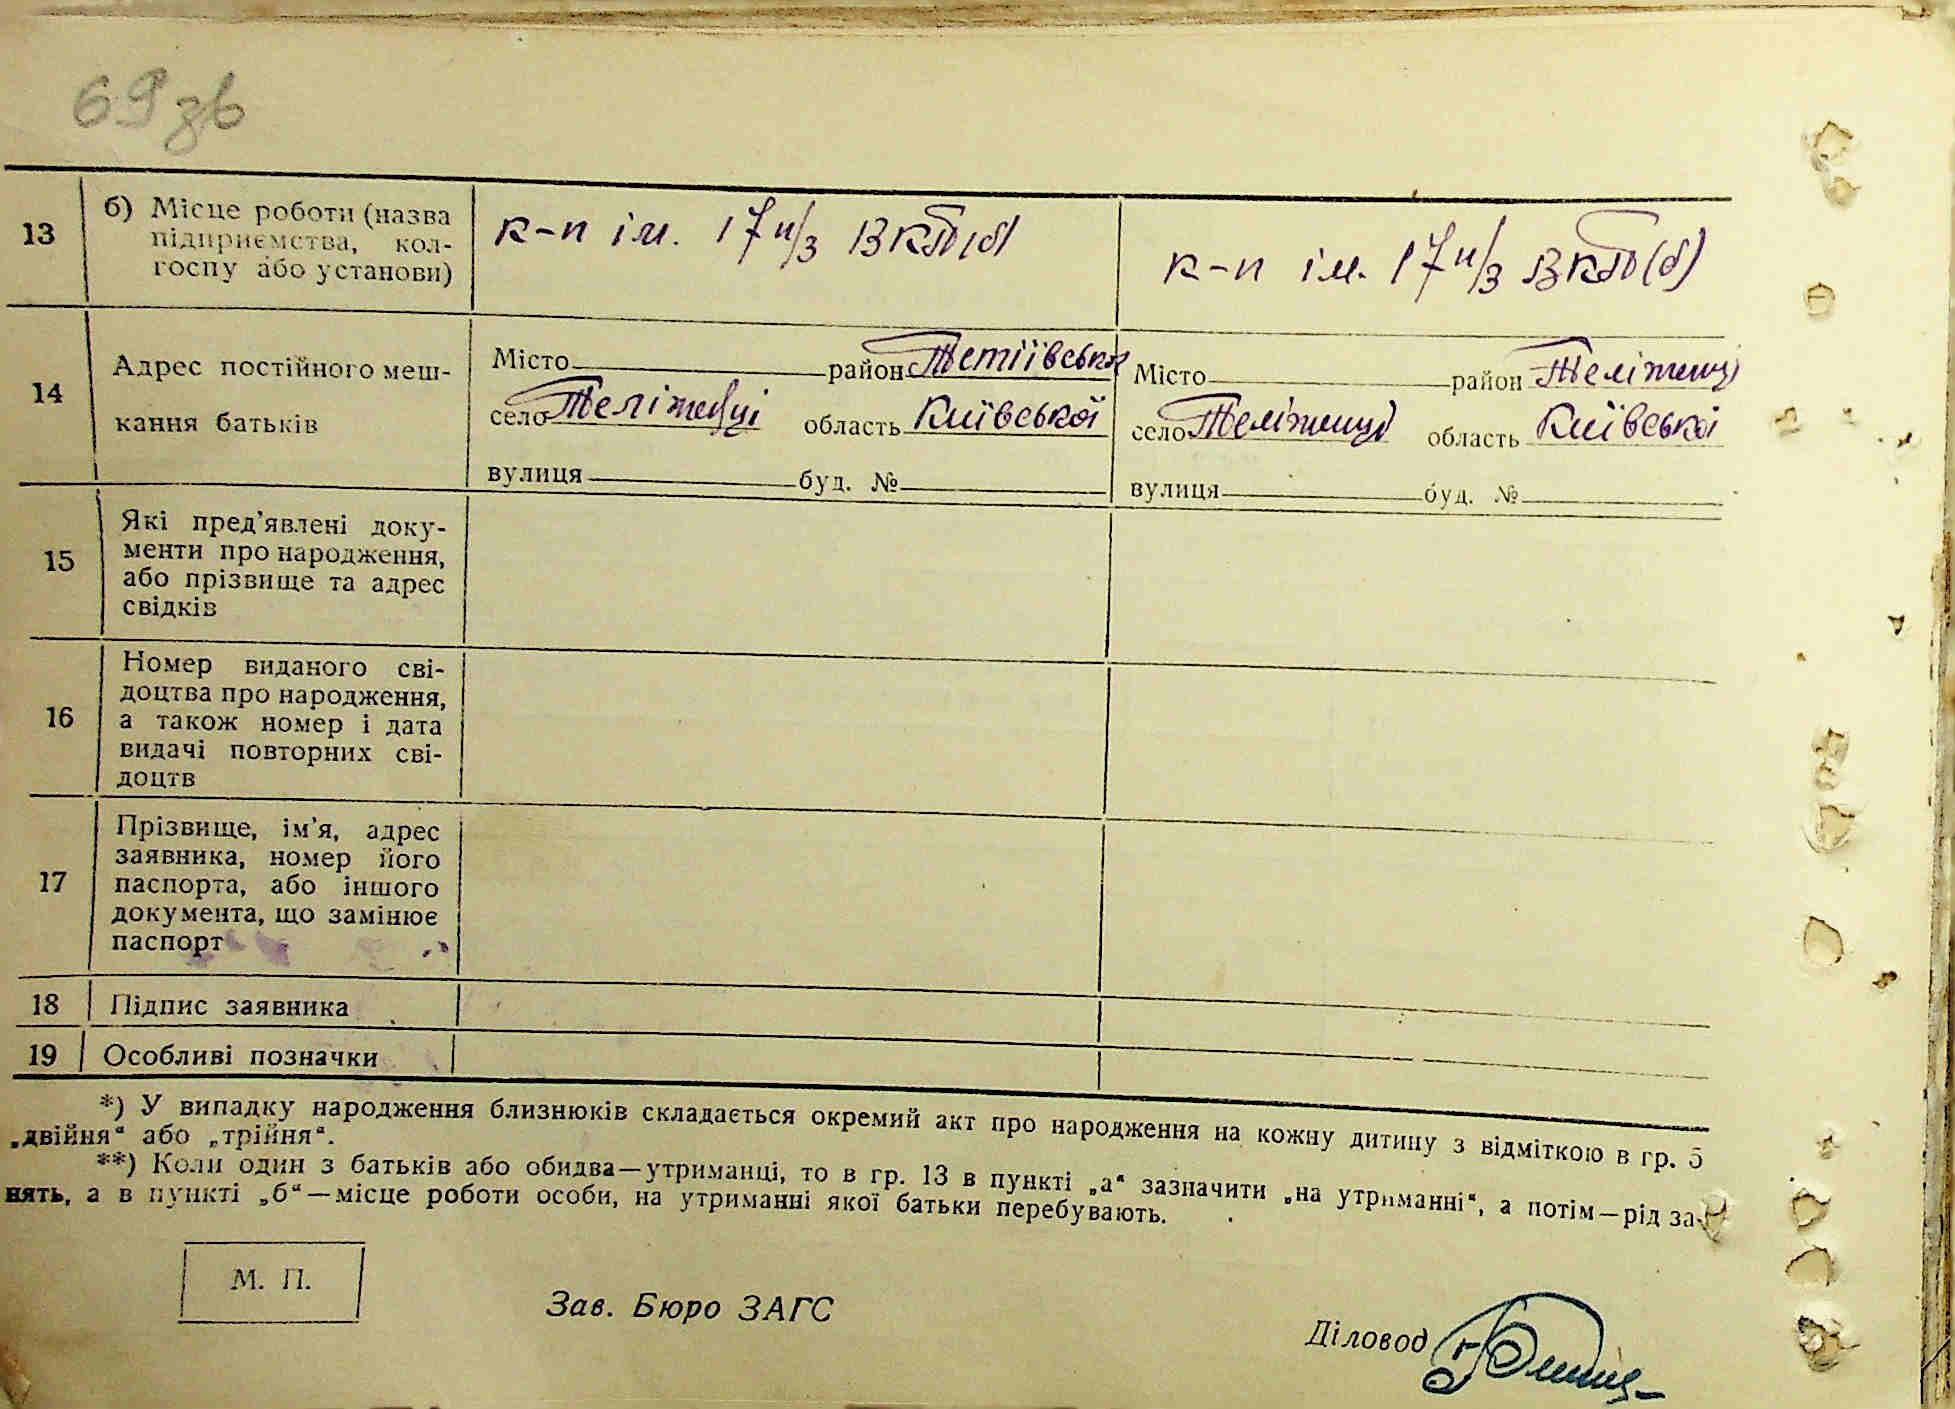 69 зв
13 б) Місце роботи (назва
підприємства, кол-
госпу або установи)
к-п ім. 17 п/з ВКП(б)
к-п ім. 17 п/з ВКП(б)
14 Адрес постійного меш-
кання батьків
Місто район Тетіївськ
село Теліженці область Київської
вулиця буд. №
Місто район Теліженці
село Теліженці область Київської
вулиця буд. №
15 Які пред'явлені доку-
менти про народження,
або прізвище та адрес
свідків
16 Номер виданого сві-
доцтва про народження,
а також номер і дата
видачі повторних сві-
доцтв
17 Прізвище, ім'я, адрес
заявника, номер його
паспорта, або іншого
документа, що замінює
паспорт
18 Підпис заявника
19 Особливі позначки
*) У випадку народження близнюків складається окремий акт про народження на кожну дитину з відміткою в гр. 5
„двійня“ або „трійня“.
**) Коли один з батьків або обидва—утриманці, то в гр. 13 в пункті „а“ зазначити „на утриманні“, а потім—рід за-
нять, а в пункті „б“—місце роботи особи, на утриманні якої батьки перебувають.
М. П.
Зав. Бюро ЗАГС
Діловод